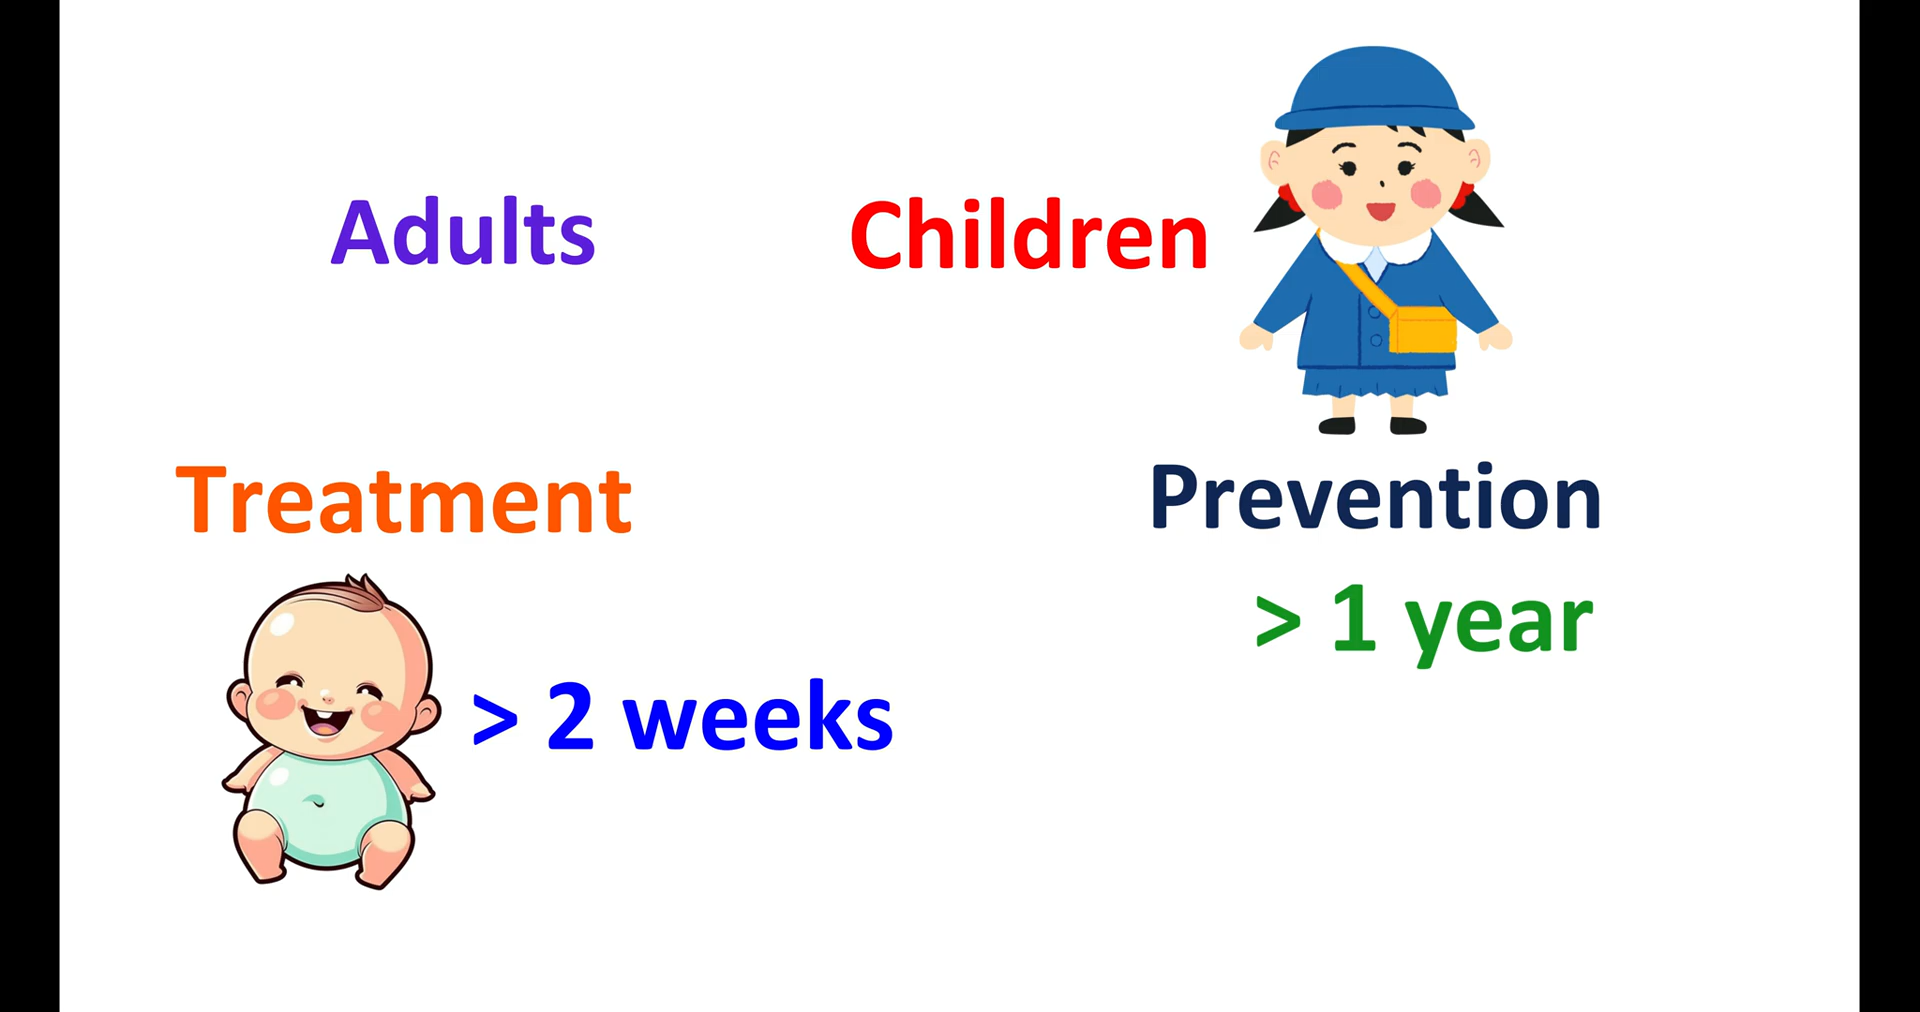 Adults
Children
Treatment
Prevention
> 1 year
> 2 weeks